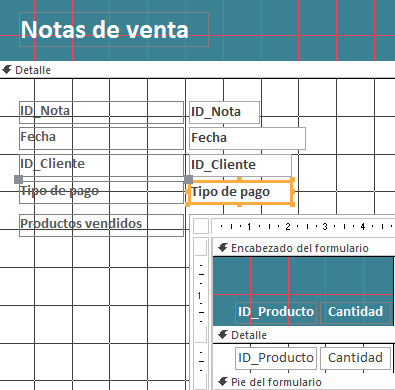 Notas de venta
Detalle
ID_Nota ID_Nota
Fecha Fecha
ID_Cliente ID_Cliente
Tipo de pago Tipo de pago
Productos vendidos
1 2 3 4
Encabezado del formulario
1
ID_Producto Cantidad
Detalle
ID_Producto Cantidad
Pie del formulario